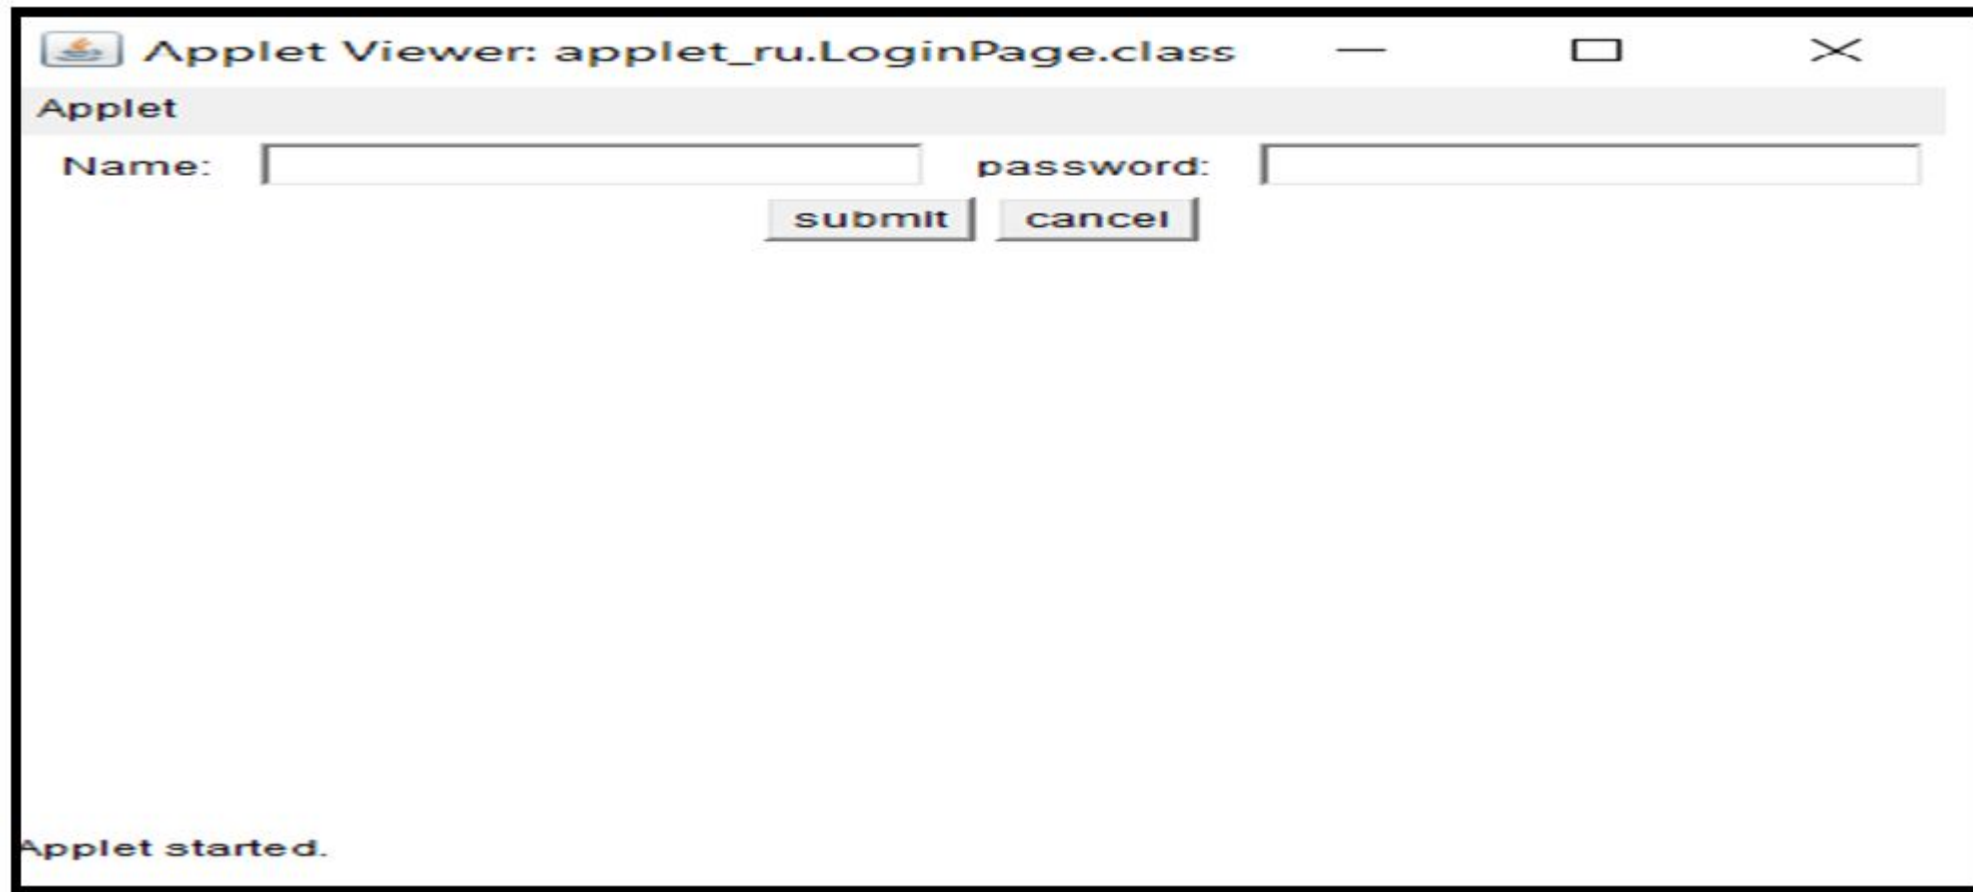 Applet Viewer: applet_ru.LoginPage.class
Applet
Name: password:
submit cancel
Applet started.